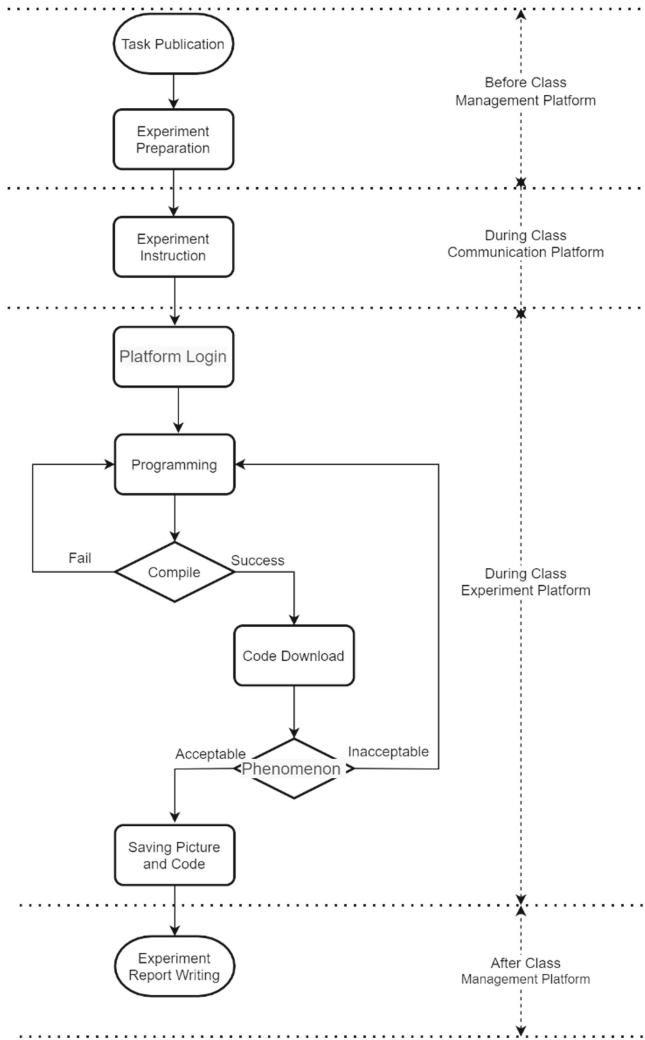 Task Publication
Before Class
Management Platform
Experiment
Preparation
Experiment
Instruction
During Class
Communication Platform
Platform Login
Programming
Fail
Compile
Success
During Class
Experiment Platform
Code Download
Acceptable
Phenomenon
Inacceptable
Saving Picture
and Code
Experiment
Report Writing
After Class
Management Platform